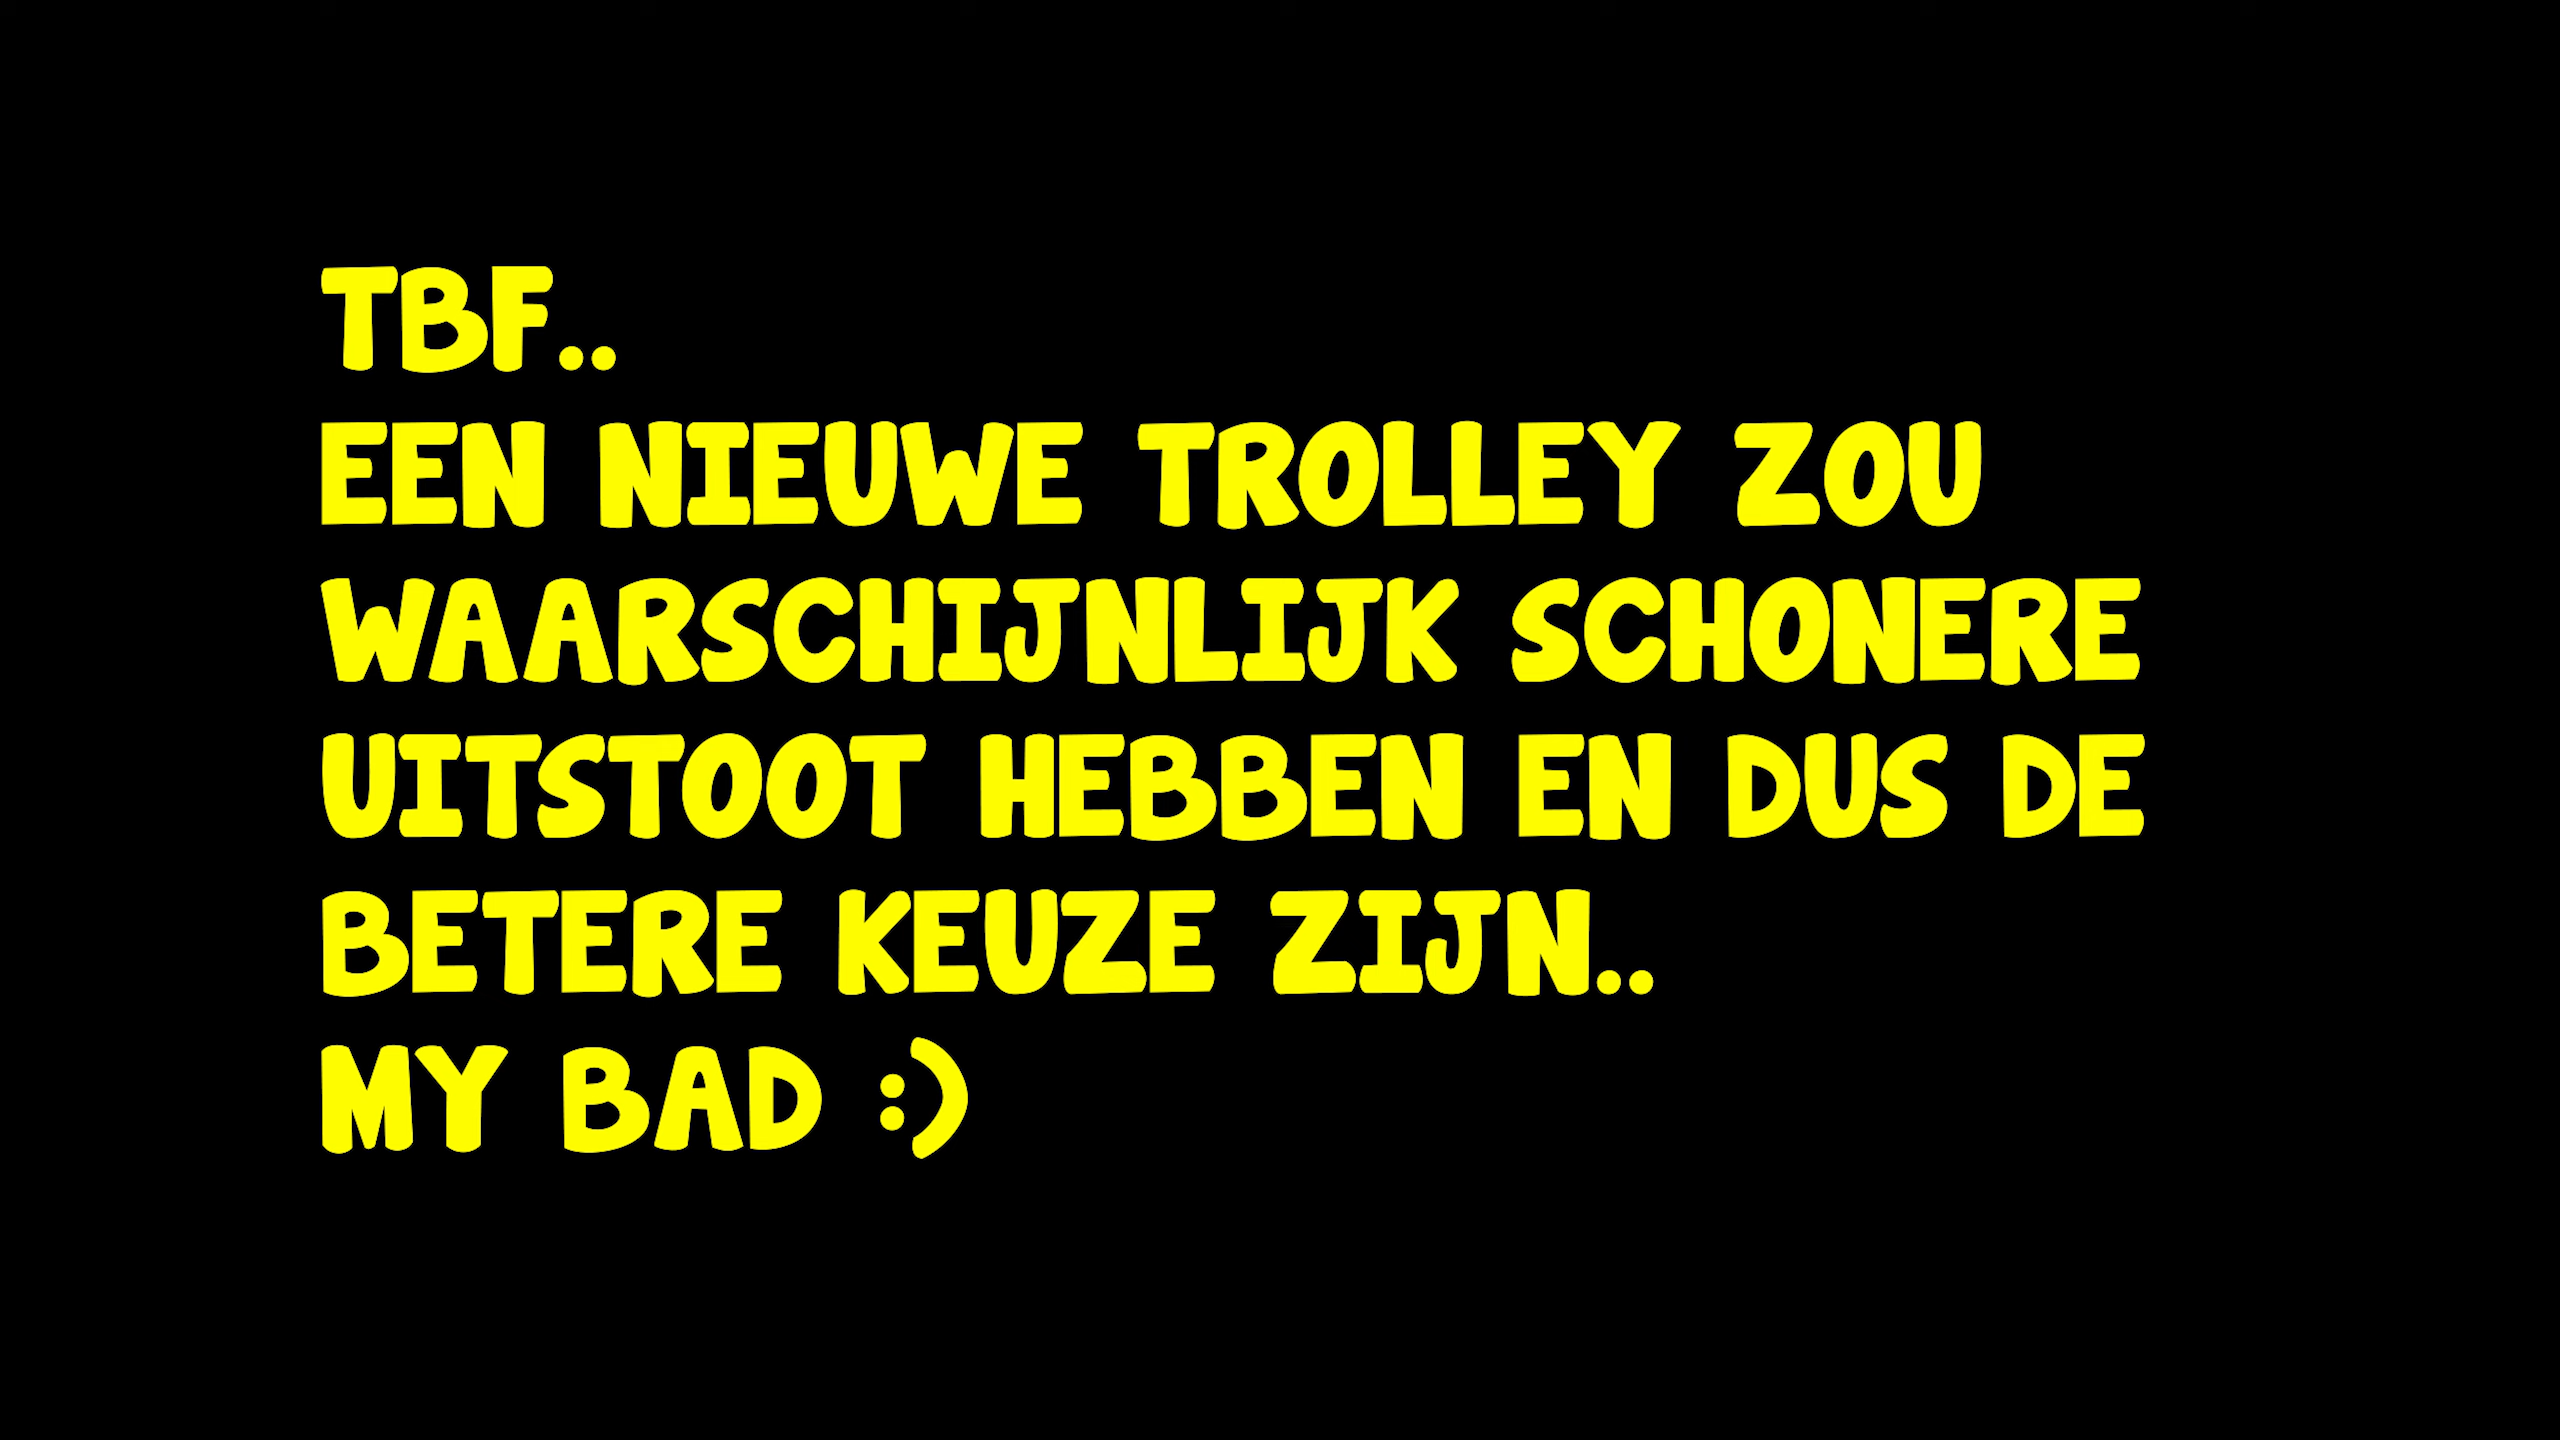 TBF..
EEN NIEUWE TROLLEY ZOU
WAARSCHIJNLIJK SCHONERE
UITSTOOT HEBBEN EN DUS DE
BETERE KEUZE ZIJN..
MY BAD :)